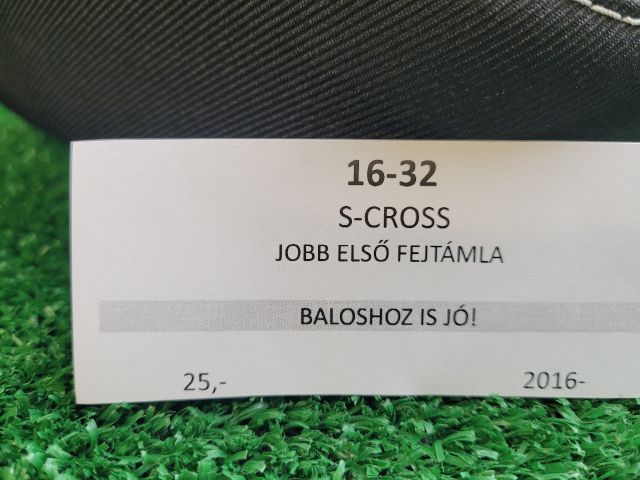 16-32
S-CROSS
JOBB ELSŐ FEJTÁMLA
BALOSHOZ IS JÓ!
25,- 2016-